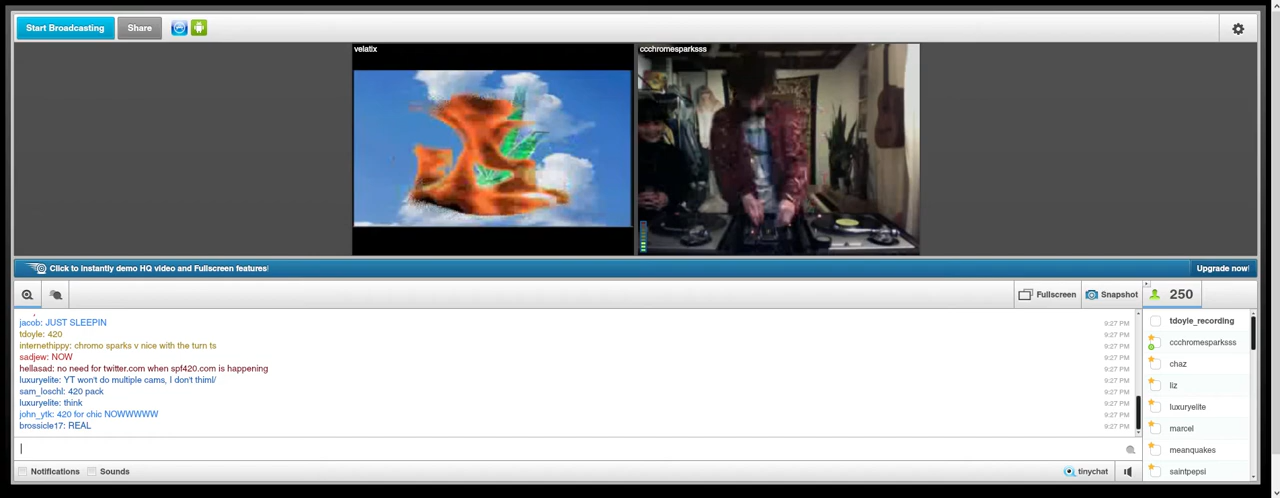 Start Broadcasting
Share
velatix
ccchromesparksss
Click to instantly demo HQ video and Fullscreen features!
Upgrade now!
Fullscreen
Snapshot
250
jacob: JUST SLEEPIN 9:27 PM
tdoyle: 420 9:27 PM
internethippy: chromo sparks v nice with the turn ts 9:27 PM
sadjew: NOW 9:27 PM
hellasad: no need for twitter.com when spf420.com is happening 9:27 PM
luxuryelite: YT won't do multiple cams, I don't thiml/ 9:27 PM
sam_loschl: 420 pack 9:27 PM
luxuryelite: think 9:27 PM
john_ytk: 420 for chic NOWWWWW 9:27 PM
brossicle17: REAL 9:27 PM
tdoyle_recording
ccchromesparksss
chaz
liz
luxuryelite
marcel
meanquakes
saintpepsi
Notifications
Sounds
tinychat